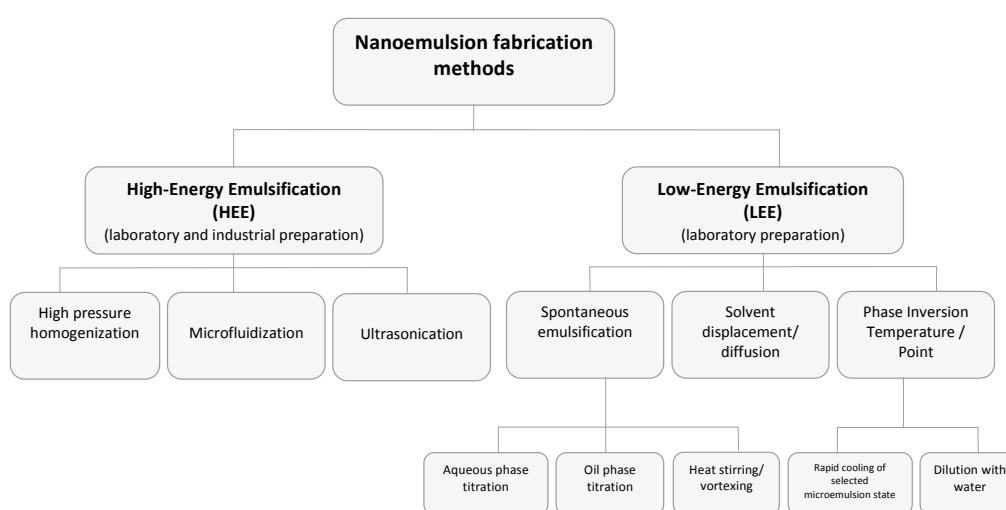 Nanoemulsion fabrication
methods
High-Energy Emulsification
(HEE)
(laboratory and industrial preparation)
Low-Energy Emulsification
(LEE)
(laboratory preparation)
High pressure
homogenization
Microfluidization
Ultrasonication
Spontaneous
emulsification
Solvent
displacement/
diffusion
Phase Inversion
Temperature /
Point
Aqueous phase
titration
Oil phase
titration
Heat stirring/
vortexing
Rapid cooling of
selected
microemulsion state
Dilution with
water